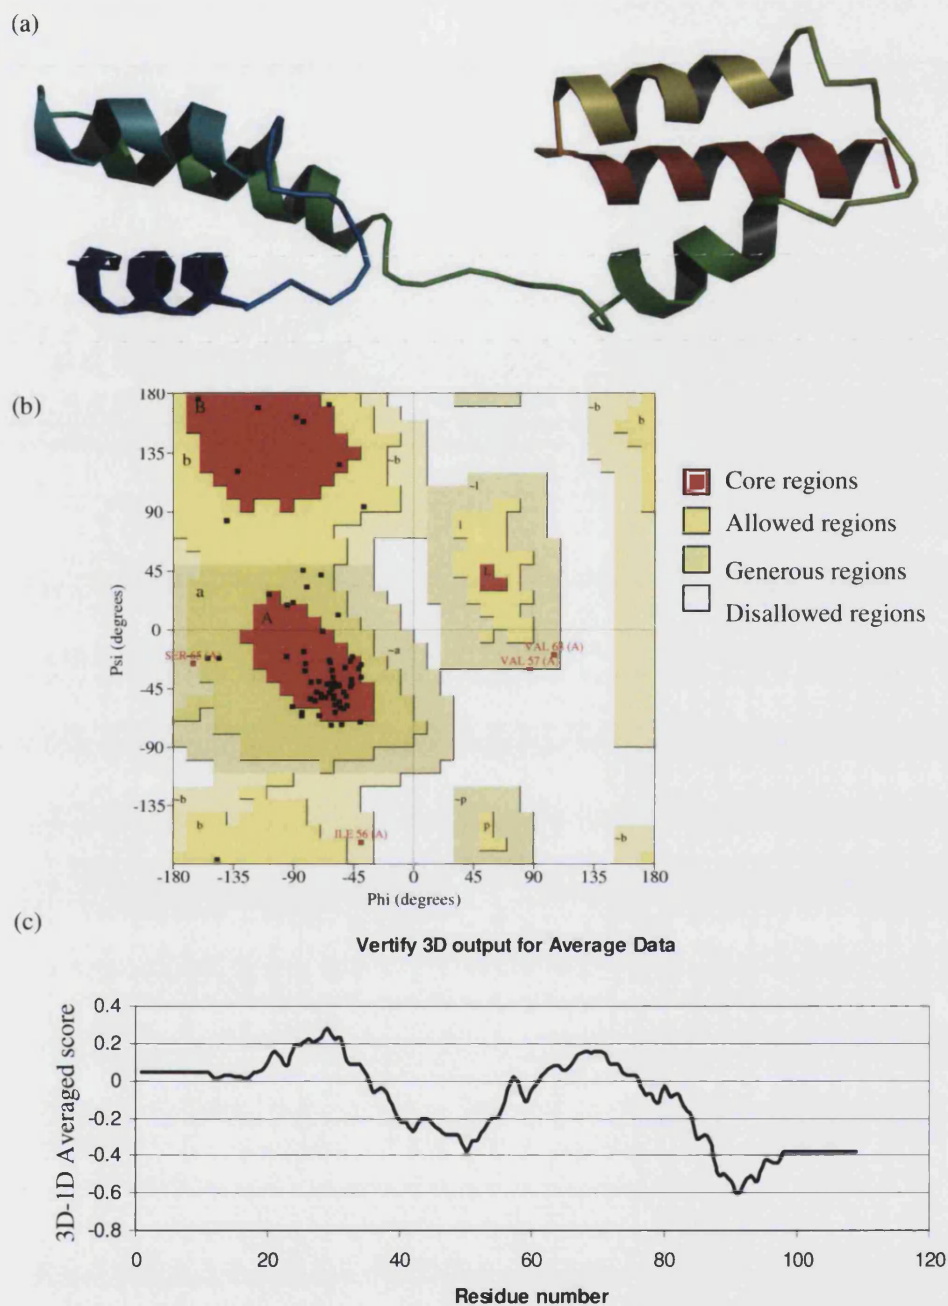 (a)
(b)
180
135
90
45
0
-45
-90
-135
Psi (degrees)
B
b
~b
~l
l
a
A
~a
SER 65 (A)
VAL 57 (A)
ILE 56 (A)
~b
b
~p
p
~b
b
~b
-180 -135 -90 -45 0 45 90 135 180
Phi (degrees)
Core regions
Allowed regions
Generous regions
Disallowed regions
(c)
Vertify 3D output for Average Data
3D-1D Averaged score
0.4
0.2
0
-0.2
-0.4
-0.6
-0.8
0 20 40 60 80 100 120
Residue number